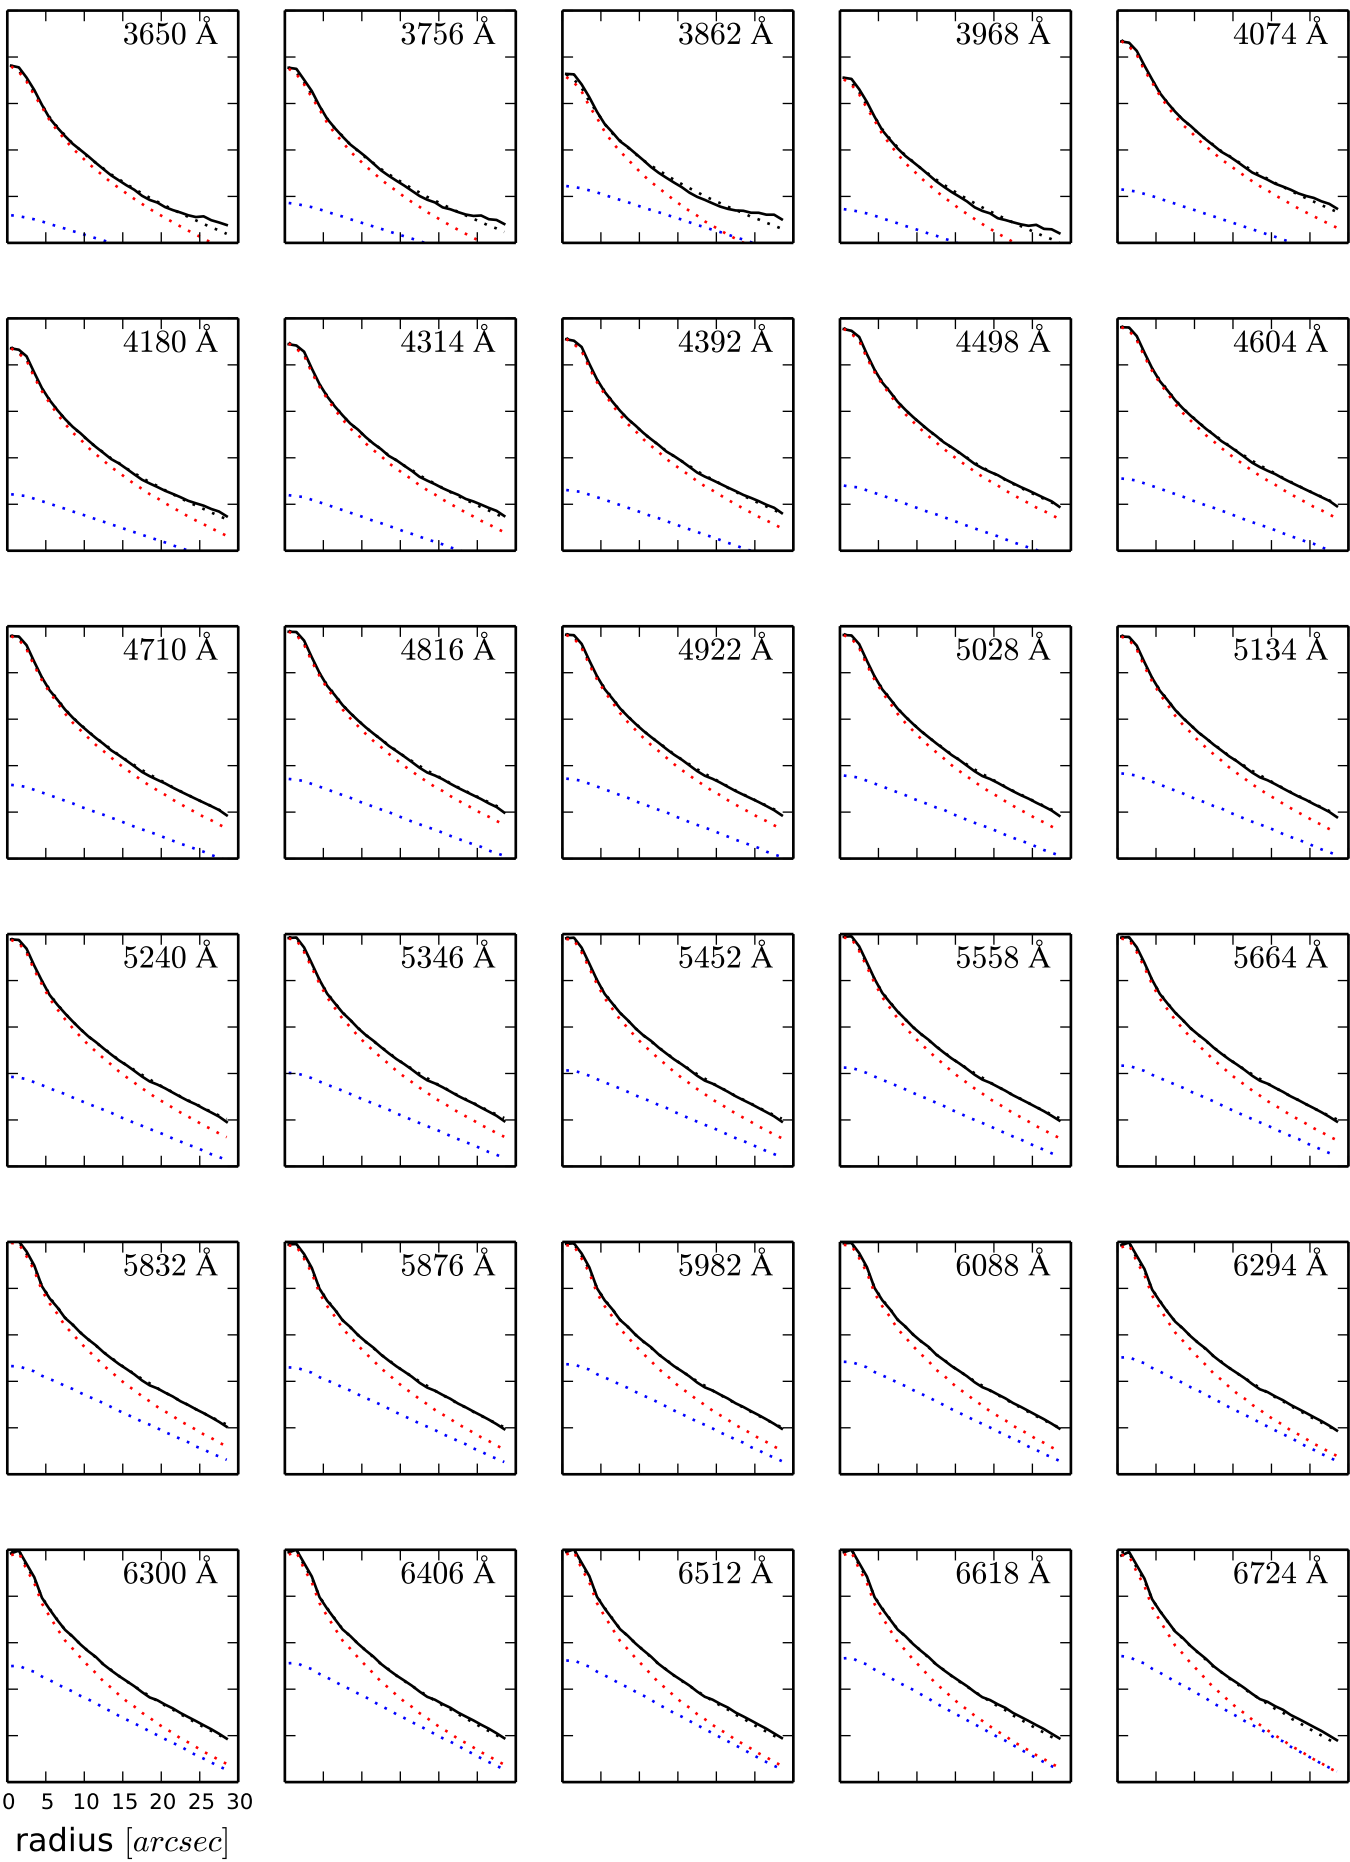 3650 Å 3756 Å 3862 Å 3968 Å 4074 Å
4180 Å 4314 Å 4392 Å 4498 Å 4604 Å
4710 Å 4816 Å 4922 Å 5028 Å 5134 Å
5240 Å 5346 Å 5452 Å 5558 Å 5664 Å
5832 Å 5876 Å 5982 Å 6088 Å 6294 Å
6300 Å 6406 Å 6512 Å 6618 Å 6724 Å
0 5 10 15 20 25 30
radius [arcsec]